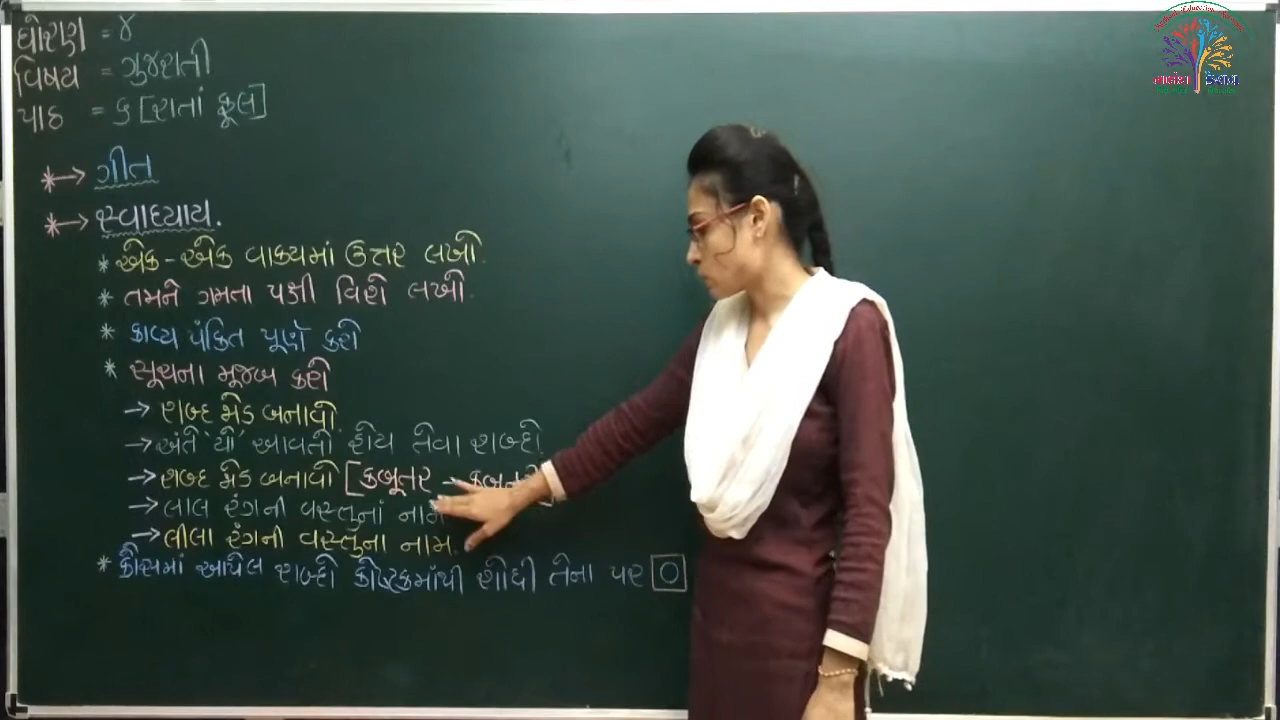 ધોરણ = ૪
વિષય = ગુજરાતી
પાઠ = ૬ [રાતાં ફૂલ]
ગીત
સ્વાધ્યાય.
* એક - એક વાક્યમાં ઉત્તર લખો.
* તમને ગમતા પક્ષી વિશે લખો.
* કાવ્ય પંકિત પૂર્ણ કરો
* સૂચના મૂજબ કરો
→ શબ્દ મેડ બનાવો.
→ અંતે 'યો' આવતો હોય તેવા શબ્દો.
→ શબ્દ મેડ બનાવો [કબૂતર →
→ લાલ રંગની વસ્તુનાં નામ
→ લીલા રંગની વસ્તુના નામ.
* કૌંસમાં આપેલ શબ્દો કોષ્ટકમાંથી શોધી તેના પર